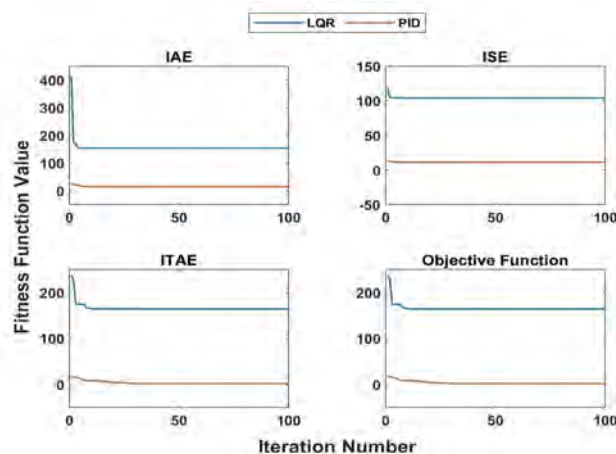 LQR PID
IAE
ISE
400
300
200
100
0
0 50 100
150
100
50
0
-50
0 50 100
Fitness Function Value
ITAE
Objective Function
200
100
0
0 50 100
200
100
0
0 50 100
Iteration Number